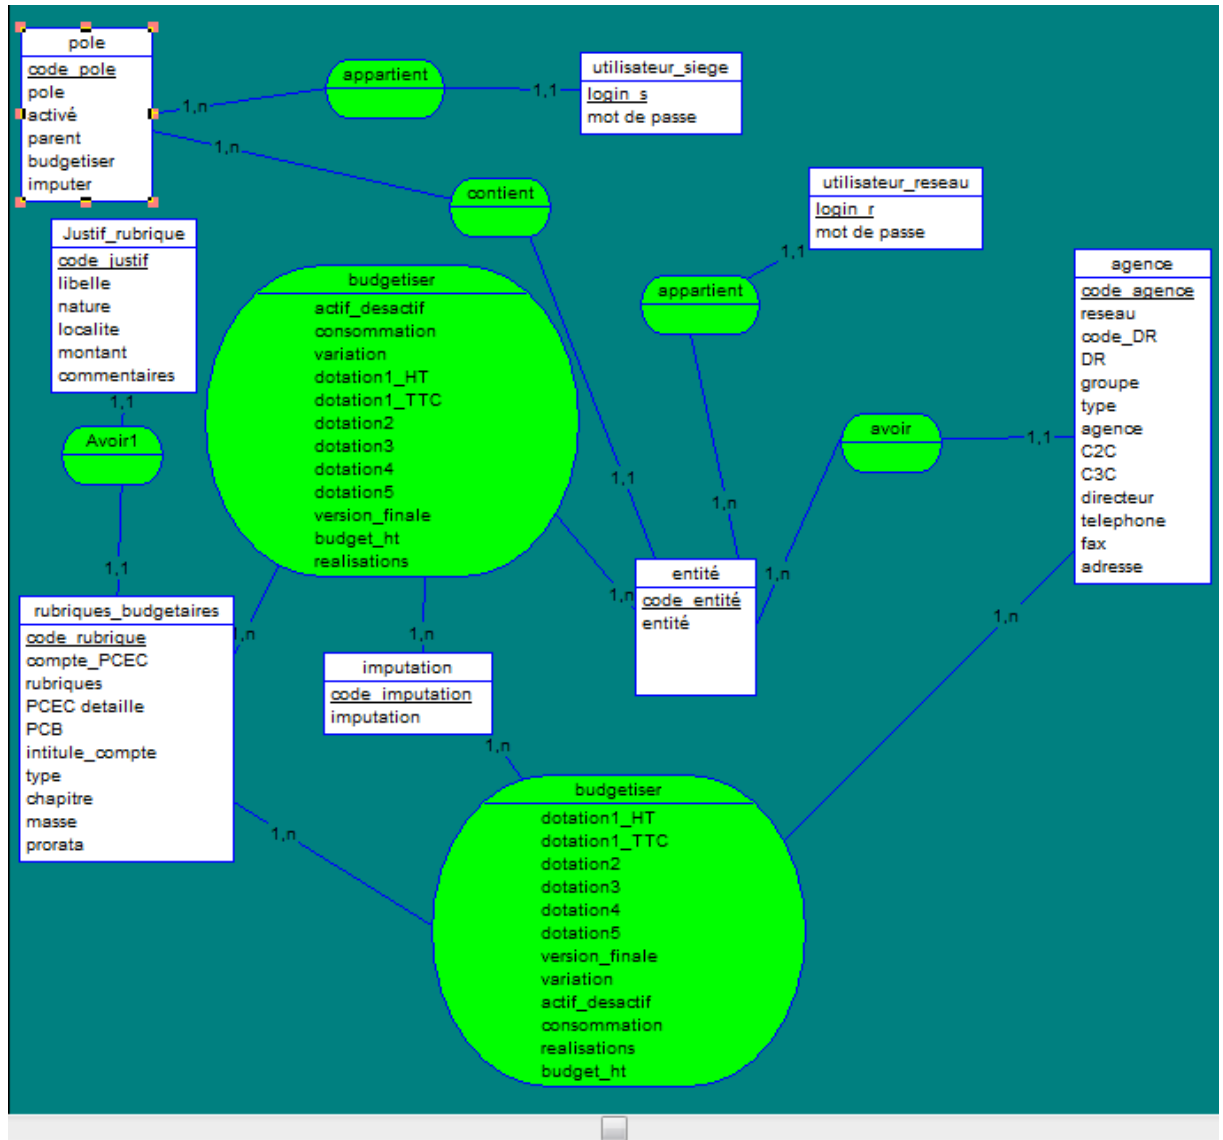 pole
code_pole
pole
activé
parent
budgetiser
imputer
1,n
1,n
appartient
1,1
utilisateur_siege
login_s
mot de passe
contient
1,1
utilisateur_reseau
login_r
mot de passe
1,1
appartient
1,n
Justif_rubrique
code_justif
libelle
nature
localite
montant
commentaires
1,1
Avoir1
1,1
budgetiser
actif_desactif
consommation
variation
dotation1_HT
dotation1_TTC
dotation2
dotation3
dotation4
dotation5
version_finale
budget_ht
realisations
1,n
1,n
1,n
agence
code_agence
reseau
code_DR
DR
groupe
type
agence
C2C
C3C
directeur
telephone
fax
adresse
avoir
1,1
1,n
entité
code_entité
entité
rubriques_budgetaires
code_rubrique
compte_PCEC
rubriques
PCEC detaille
PCB
intitule_compte
type
chapitre
masse
prorata
imputation
code_imputation
imputation
1,n
1,n
1,n
budgetiser
dotation1_HT
dotation1_TTC
dotation2
dotation3
dotation4
dotation5
version_finale
variation
actif_desactif
consommation
realisations
budget_ht